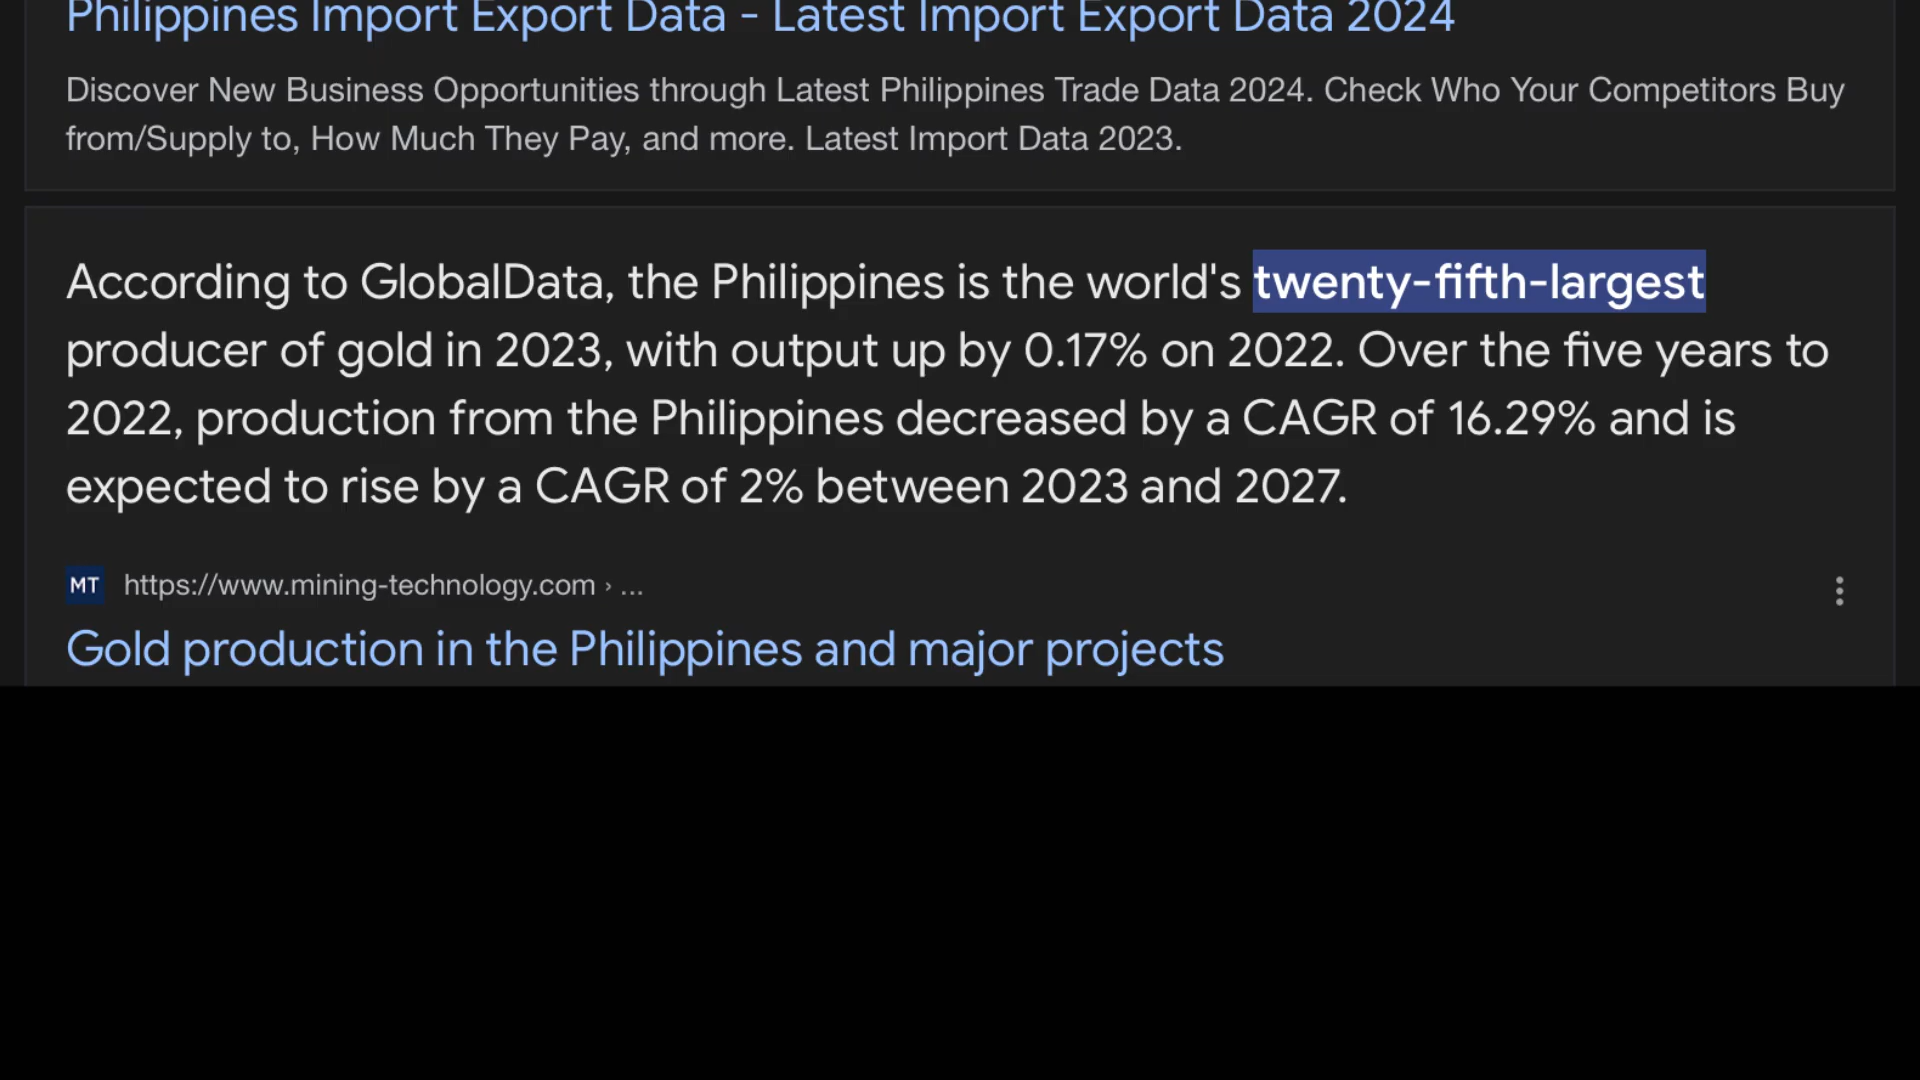 Philippines Import Export Data - Latest Import Export Data 2024
Discover New Business Opportunities through Latest Philippines Trade Data 2024. Check Who Your Competitors Buy
from/Supply to, How Much They Pay, and more. Latest Import Data 2023.
According to GlobalData, the Philippines is the world's twenty-fifth-largest
producer of gold in 2023, with output up by 0.17% on 2022. Over the five years to
2022, production from the Philippines decreased by a CAGR of 16.29% and is
expected to rise by a CAGR of 2% between 2023 and 2027.
MT https://www.mining-technology.com › ...
Gold production in the Philippines and major projects